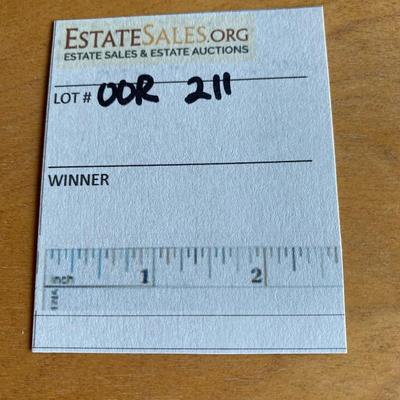 ESTATESALES.ORG
ESTATE SALES & ESTATE AUCTIONS
LOT # OOR 211
WINNER
inch 1 2